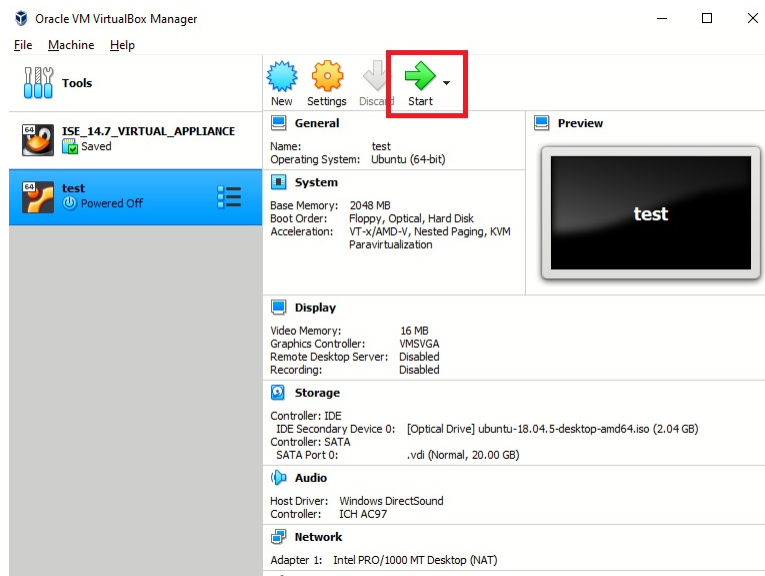 Oracle VM VirtualBox Manager
File Machine Help
Tools
New Settings Discard Start
64 ISE_14.7_VIRTUAL_APPLIANCE
Saved
64 test
Powered Off
General
Name: test
Operating System: Ubuntu (64-bit)
Preview
test
System
Base Memory: 2048 MB
Boot Order: Floppy, Optical, Hard Disk
Acceleration: VT-x/AMD-V, Nested Paging, KVM
Paravirtualization
Display
Video Memory: 16 MB
Graphics Controller: VMSVGA
Remote Desktop Server: Disabled
Recording: Disabled
Storage
Controller: IDE
IDE Secondary Device 0: [Optical Drive] ubuntu-18.04.5-desktop-amd64.iso (2.04 GB)
Controller: SATA
SATA Port 0: .vdi (Normal, 20.00 GB)
Audio
Host Driver: Windows DirectSound
Controller: ICH AC97
Network
Adapter 1: Intel PRO/1000 MT Desktop (NAT)